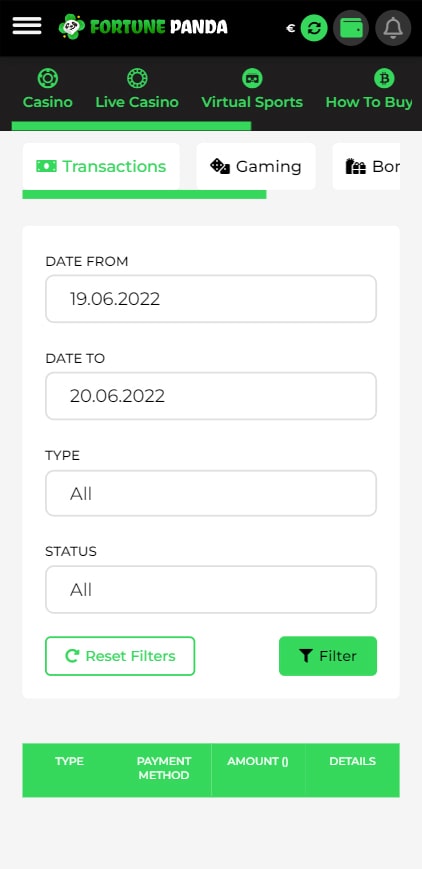 FORTUNE PANDA
€
Casino Live Casino Virtual Sports How To Buy
Transactions Gaming Bon
DATE FROM
19.06.2022
DATE TO
20.06.2022
TYPE
All
STATUS
All
Reset Filters Filter
TYPE PAYMENT AMOUNT () DETAILS
METHOD